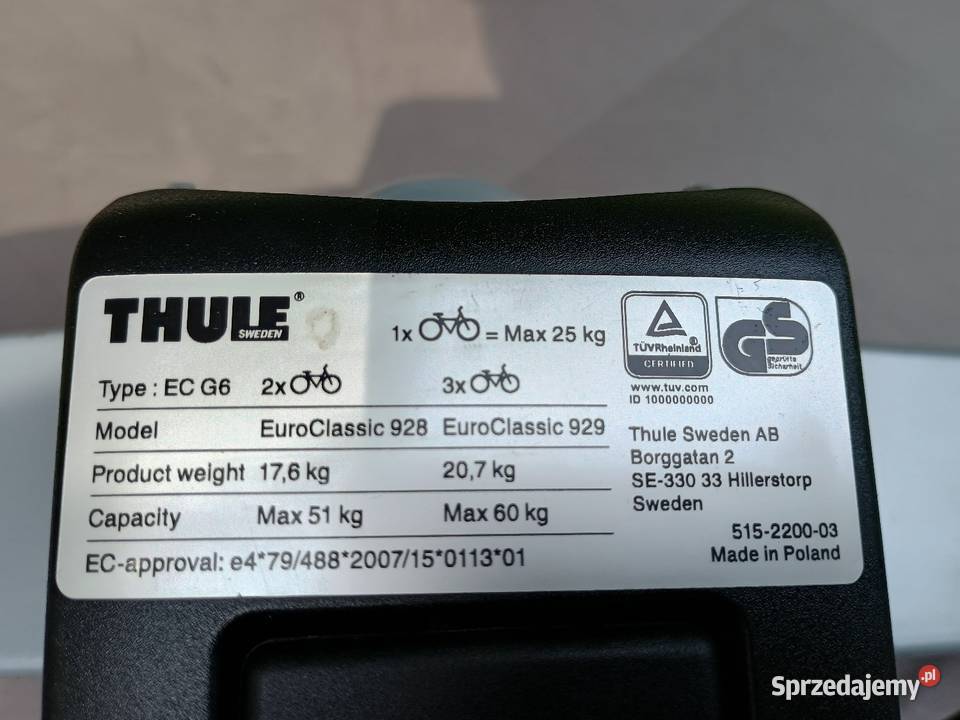 THULE®
SWEDEN
1x = Max 25 kg
Type : EC G6 2x 3x
Model EuroClassic 928 EuroClassic 929
Product weight 17,6 kg 20,7 kg
Capacity Max 51 kg Max 60 kg
EC-approval: e4*79/488*2007/15*0113*01
TÜVRheinland
CERTIFIED
GS
geprüfte
Sicherheit
www.tuv.com
ID 1000000000
Thule Sweden AB
Borggatan 2
SE-330 33 Hillerstorp
Sweden
515-2200-03
Made in Poland
Sprzedajemy.pl